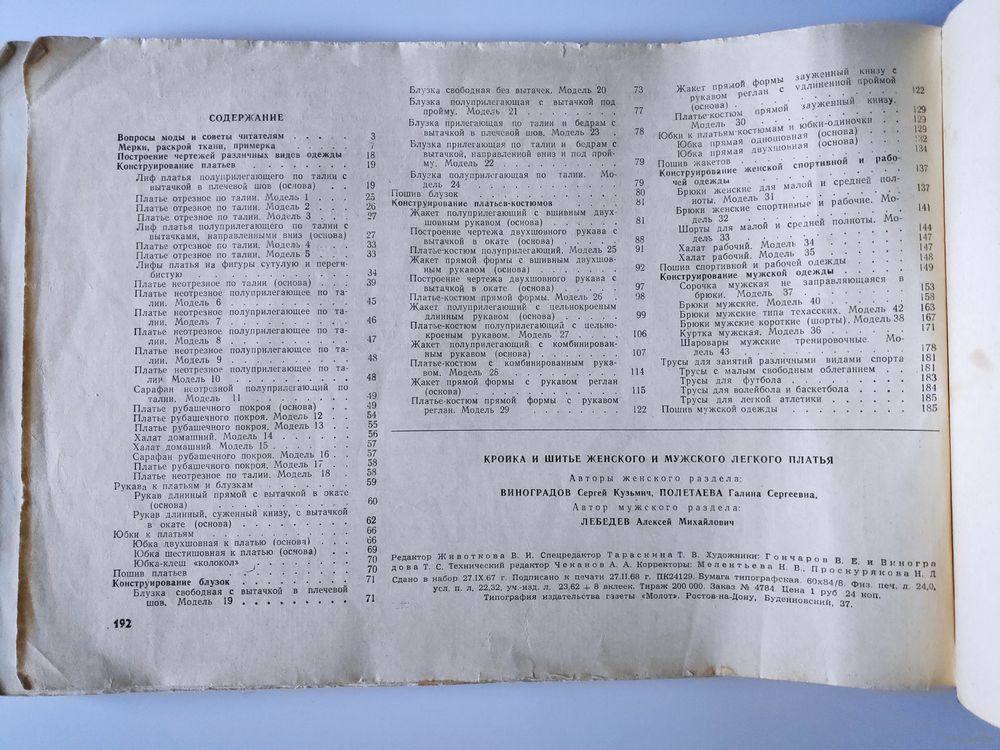 СОДЕРЖАНИЕ
Вопросы моды и советы читателям . . . . . 3
Мерки, раскрой ткани, примерка . . . . . 7
Построение чертежей различных видов одежды 18
Конструирование платьев . . . . . 19
Лиф платья полуприлегающего по талии с
вытачкой в плечевой шов (основа) . . 19
Платье отрезное по талии. Модель 1 . . . 25
Платье отрезное по талии. Модель 2 . . . 26
Платье отрезное по талии. Модель 3 . . . 27
Лиф платья полуприлегающего по талии с
вытачками, направленными вниз (основа) 27
Платье отрезное по талии. Модель 4 . . . 33
Платье отрезное по талии. Модель 5 . . . 33
Лифы платья на фигуры сутулую и переги-
бистую . . . . . 34
Платье неотрезное по талии (основа) . . . 39
Платье неотрезное полуприлегающее по та-
лии. Модель 6 . . . . . 45
Платье неотрезное полуприлегающее по та-
лии. Модель 7 . . . . . 46
Платье неотрезное полуприлегающее по та-
лии. Модель 8 . . . . . 47
Платье неотрезное полуприлегающее по та-
лии. Модель 9 . . . . . 48
Платье неотрезное полуприлегающее по та-
лии. Модель 10 . . . . . 48
Сарафан неотрезной полуприлегающий по
талии. Модель 11 . . . . . 49
Платье рубашечного покроя (основа) . . 49
Платье рубашечного покроя. Модель 12 . . 54
Платье рубашечного покроя. Модель 13 . . 55
Халат домашний. Модель 14 . . . . . 56
Халат домашний. Модель 15 . . . . . 57
Сарафан рубашечного покроя. Модель 16 . . 57
Платье рубашечного покроя. Модель 17 . . 58
Платье неотрезное по талии. Модель 18 . . 58
Рукава к платьям и блузкам . . . . . 59
Рукав длинный прямой с вытачкой в окате
(основа) . . . . . 60
Рукав длинный, суженный книзу, с вытачкой
в окате (основа) . . . . . 62
Юбки к платьям . . . . . 66
Юбка двухшовная к платью (основа) . . . 66
Юбка шестишовная к платью (основа) . . . 69
Юбка-клеш «колокол» . . . . . 70
Пошив платьев . . . . . 70
Конструирование блузок . . . . . 71
Блузка свободная с вытачкой в плечевой
шов. Модель 19 . . . . . 71
192
Блузка свободная без вытачек. Модель 20 73
Блузка полуприлегающая с вытачкой под
пройму. Модель 21 . . . . . 77
Блузка прилегающая по талии и бедрам с
вытачкой в плечевой шов. Модель 23 . 78
Блузка прилегающая по талии и бедрам с
вытачкой, направленной вниз и под прой-
му. Модель 22 . . . . . 79
Блузка полуприлегающая по талии. Мо-
дель 24 . . . . . 79
Пошив блузок . . . . . 80
Конструирование платьев-костюмов . . . . . 81
Жакет полуприлегающий с вшивным двух-
шовным рукавом (основа) . . . . . 81
Построение чертежа двухшовного рукава с
вытачкой в окате (основа) . . . . . 88
Платье-костюм полуприлегающий. Модель 25 91
Жакет прямой формы с вшивным двухшов-
ным рукавом (основа) . . . . . 92
Построение чертежа двухшовного рукава с
вытачкой в окате (основа) . . . . . 97
Платье-костюм прямой формы. Модель 26 . 98
Жакет полуприлегающий с цельнокроеным
длинным рукавом (основа) . . . . . 99
Платье-костюм полуприлегающий с цельно-
кроеным рукавом. Модель 27 . . . . . 106
Жакет полуприлегающий с комбинирован-
ным рукавом (основа) . . . . . 107
Платье-костюм с комбинированным рука-
вом. Модель 28 . . . . . 114
Жакет прямой формы с рукавом реглан
(основа) . . . . . 115
Платье-костюм прямой формы с рукавом
реглан. Модель 29 . . . . . 122
Жакет прямой формы зауженный книзу с
рукавом реглан с удлиненной проймой
(основа) . . . . . 122
Платье-костюм прямой зауженный книзу.
Модель 30 . . . . . 129
Юбки к платьям-костюмам и юбки-одиночки . 129
Юбка прямая одношовная (основа) . . . 129
Юбка прямая двухшовная (основа) . . . 132
Пошив жакетов . . . . . 134
Конструирование женской спортивной и рабо-
чей одежды . . . . . 137
Брюки женские для малой и средней пол-
ноты. Модель 31 . . . . . 137
Брюки женские спортивные и рабочие. Мо-
дель 32 . . . . . 141
Шорты для малой и средней полноты. Мо-
дель 33 . . . . . 144
Халат рабочий. Модель 34 . . . . . 147
Халат рабочий. Модель 35 . . . . . 147
Пошив спортивной и рабочей одежды . . . . . 148
Конструирование мужской одежды . . . . . 149
Сорочка мужская не заправляющаяся в
брюки. Модель 37 . . . . . 153
Брюки мужские. Модель 40 . . . . . 158
Брюки мужские типа техасских. Модель 42 163
Брюки мужские короткие (шорты). Модель 38 167
Куртка мужская. Модель 36 . . . . . 171
Шаровары мужские тренировочные Мо-
дель 43 . . . . . 178
Трусы для занятий различными видами спорта 181
Трусы с малым свободным облеганием . . 181
Трусы для футбола . . . . . 183
Трусы для волейбола и баскетбола . . . 184
Трусы для легкой атлетики . . . . . 185
Пошив мужской одежды . . . . . 185
КРОЙКА И ШИТЬЕ ЖЕНСКОГО И МУЖСКОГО ЛЕГКОГО ПЛАТЬЯ
Авторы женского раздела:
ВИНОГРАДОВ Сергей Кузьмич, ПОЛЕТАЕВА Галина Сергеевна,
Автор мужского раздела:
ЛЕБЕДЕВ Алексей Михайлович
Редактор Животкова В. И. Спецредактор Тараскина Т. В. Художники: Гончаров В. Е. и Виногра
дова Т. С. Технический редактор Чеканов А. А. Корректоры: Мелентьева Н. В., Проскурякова Н. Д
Сдано в набор 27.IX.67 г. Подписано к печати 27.II.68 г. ПК24129. Бумага типографская. 60х84/8. Физ. печ. л. 24,0,
усл. п. л. 22,32, уч.-изд. л. 23,62 + 8 вклеек. Тираж 200 000. Заказ № 4784. Цена 1 руб 24 коп.
Типография издательства газеты «Молот». Ростов-на-Дону, Буденновский, 37.